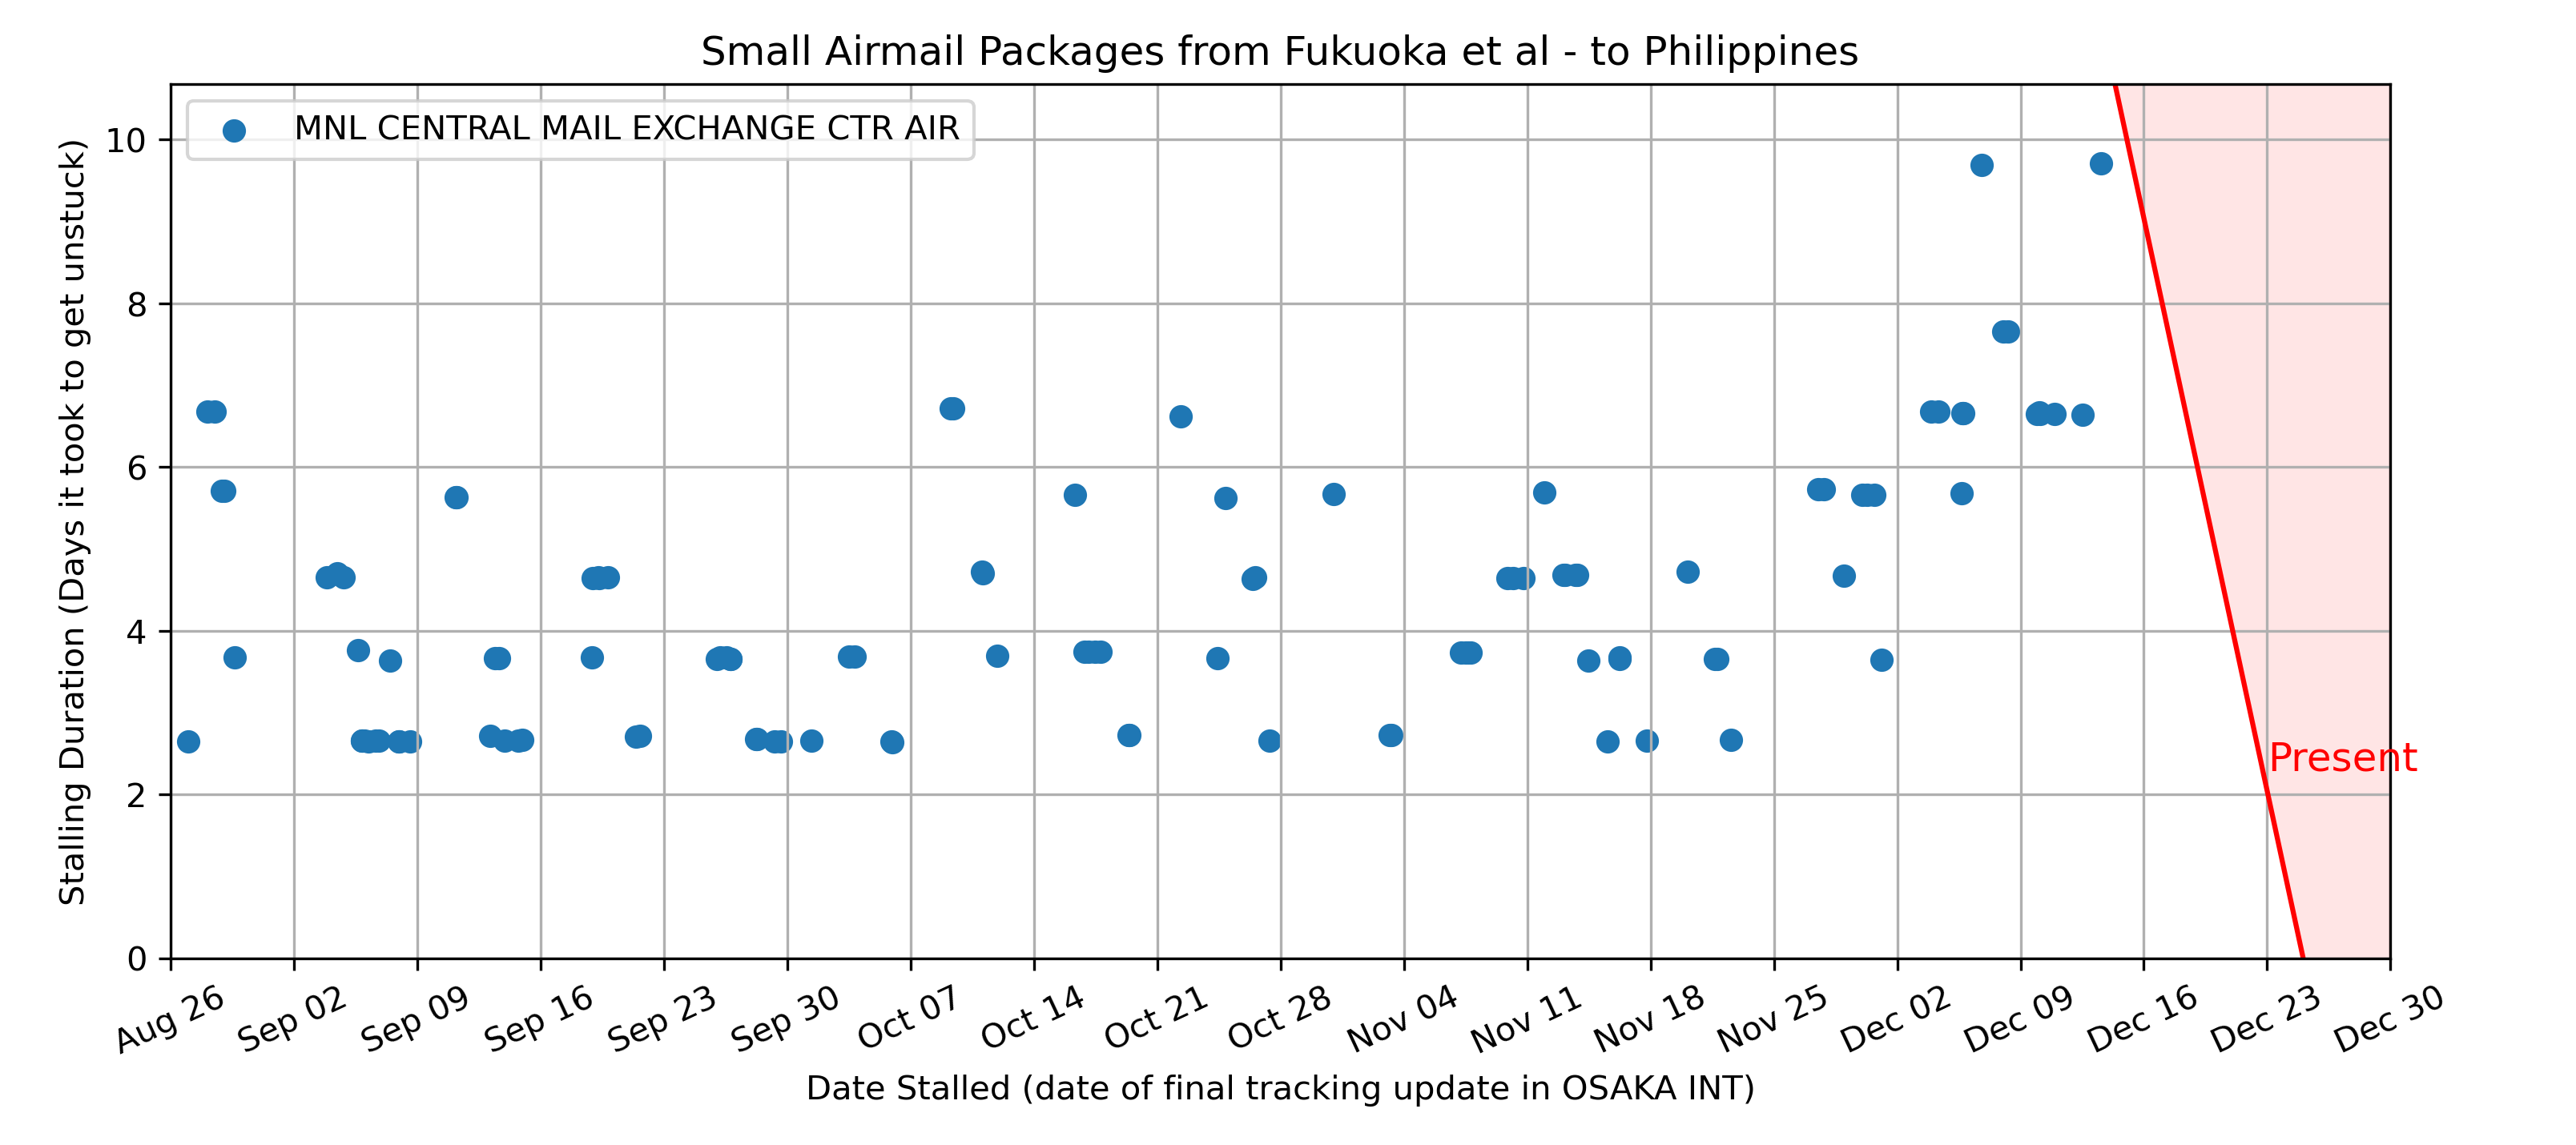 Small Airmail Packages from Fukuoka et al - to Philippines
MNL CENTRAL MAIL EXCHANGE CTR AIR
Stalling Duration (Days it took to get unstuck)
10
8
6
4
2
0
Present
Aug 26
Sep 02
Sep 09
Sep 16
Sep 23
Sep 30
Oct 07
Oct 14
Oct 21
Oct 28
Nov 04
Nov 11
Nov 18
Nov 25
Dec 02
Dec 09
Dec 16
Dec 23
Dec 30
Date Stalled (date of final tracking update in OSAKA INT)